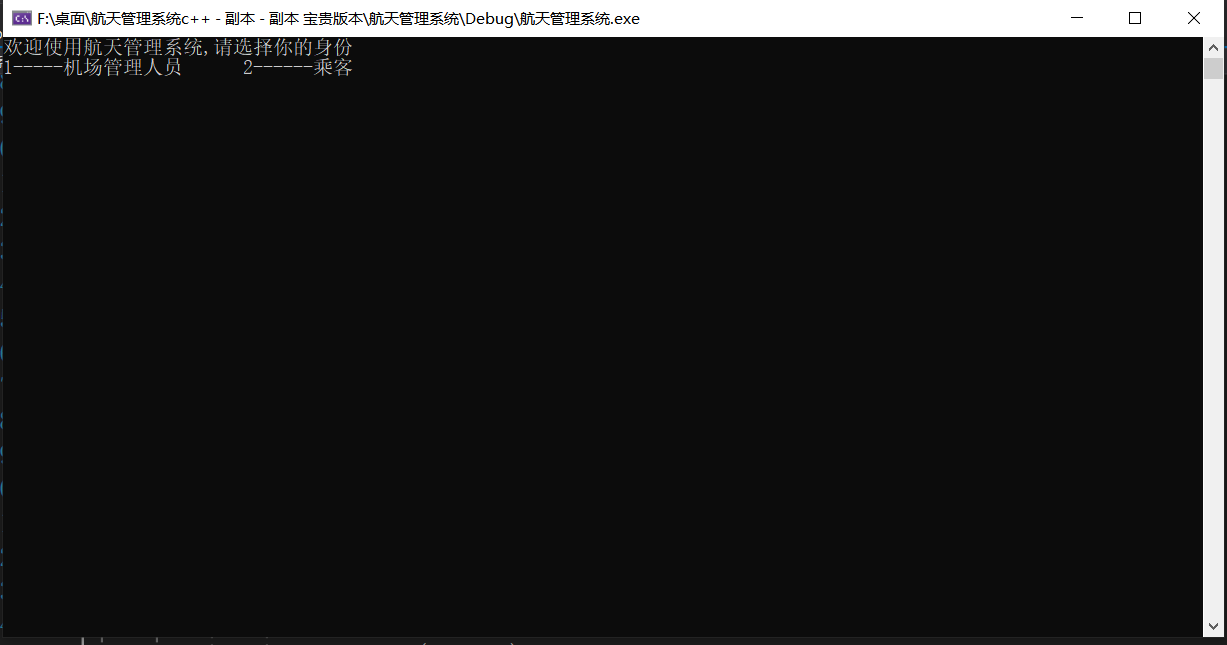 F:\桌面\航天管理系统c++ - 副本 - 副本 宝贵版本\航天管理系统\Debug\航天管理系统.exe
欢迎使用航天管理系统,请选择你的身份
1-----机场管理人员      2------乘客